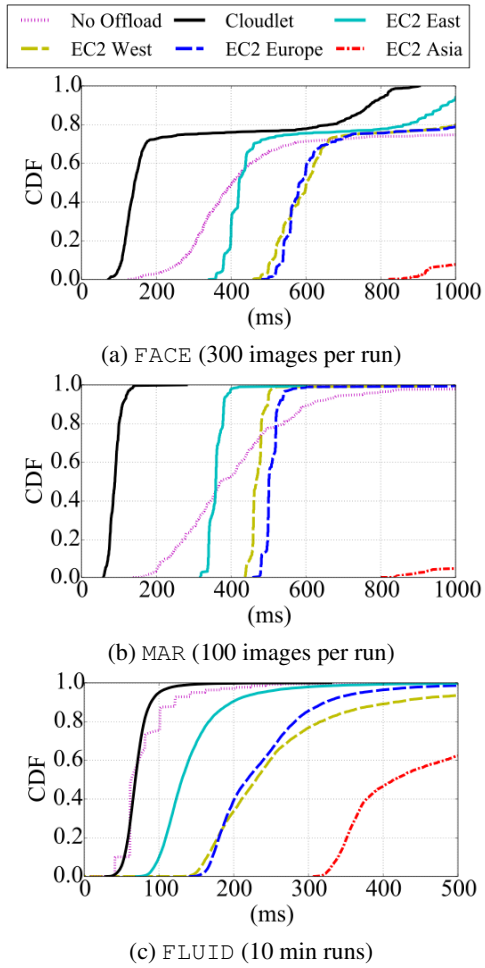 No Offload Cloudlet EC2 East
EC2 West EC2 Europe EC2 Asia
1.0
0.8
0.6
0.4
0.2
0.0
CDF
200 400 600 800 1000
(ms)
(a) FACE (300 images per run)
1.0
0.8
0.6
0.4
0.2
0.0
CDF
200 400 600 800 1000
(ms)
(b) MAR (100 images per run)
1.0
0.8
0.6
0.4
0.2
0.0
CDF
100 200 300 400 500
(ms)
(c) FLUID (10 min runs)